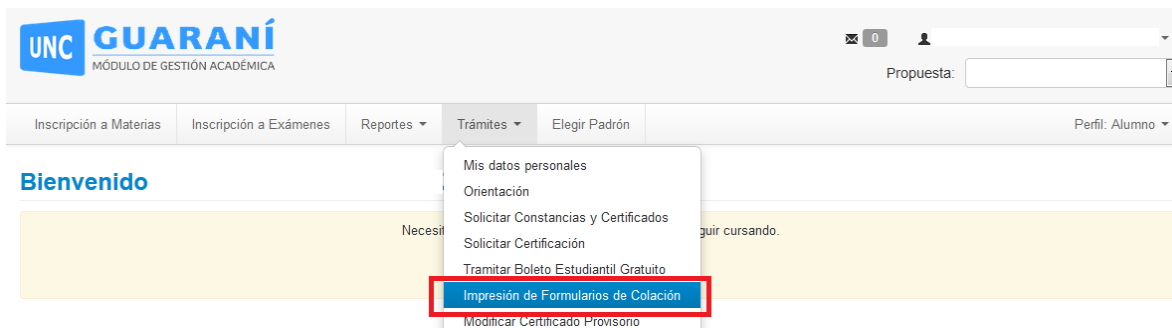 UNC GUARANÍ
MÓDULO DE GESTIÓN ACADÉMICA
0
Propuesta:
Inscripción a Materias Inscripción a Exámenes Reportes Trámites Elegir Padrón Perfil: Alumno
Mis datos personales
Bienvenido
Orientación
Solicitar Constancias y Certificados
Solicitar Certificación
Tramitar Boleto Estudiantil Gratuito
Impresión de Formularios de Colación
Modificar Certificado Provisorio
cursando.